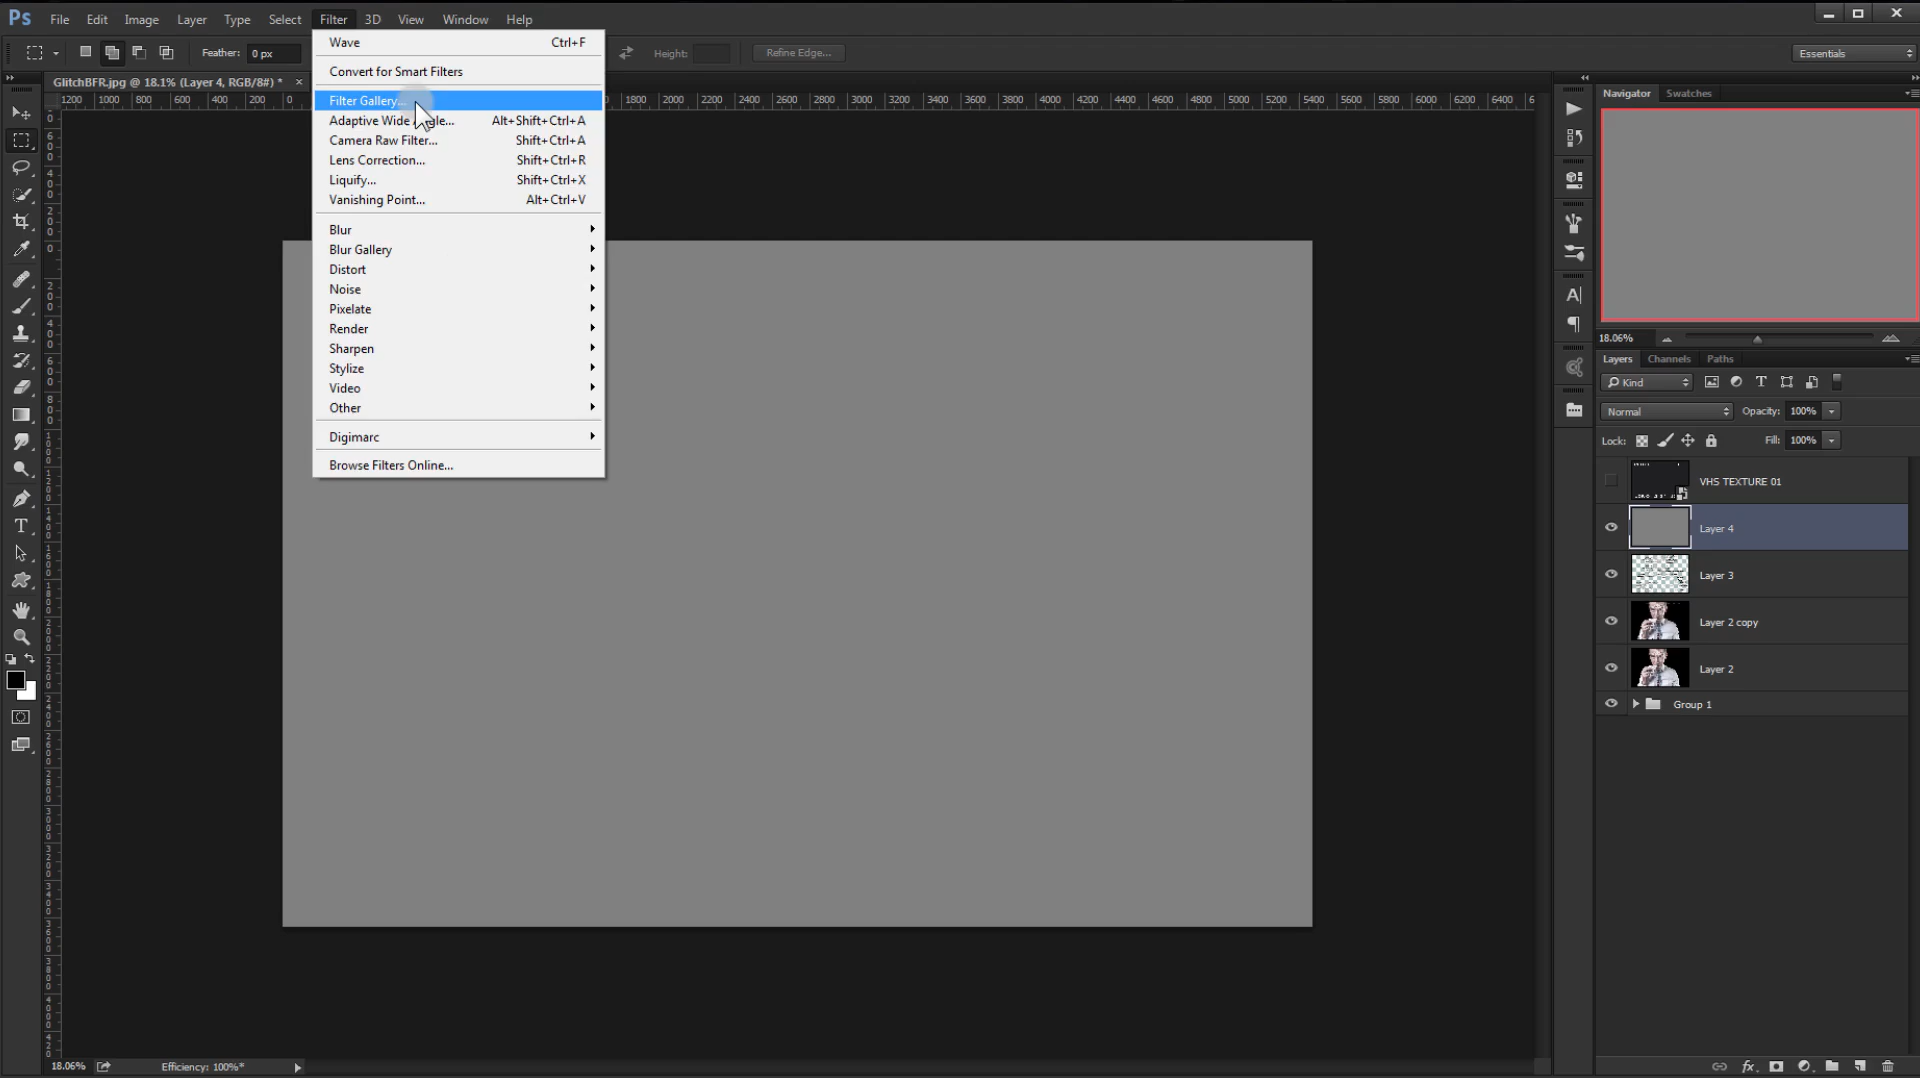 Ps File Edit Image Layer Type Select Filter 3D View Window Help
Feather: 0 px Height: Refine Edge... Essentials
GlitchBFR.jpg @ 18.1% (Layer 4, RGB/8#) * ×
1200 1000 800 600 400 200 0 1800 2000 2200 2400 2600 2800 3000 3200 3400 3600 3800 4000 4200 4400 4600 4800 5000 5200 5400 5600 5800 6000 6200 6400
Wave Ctrl+F
Convert for Smart Filters
Filter Gallery...
Adaptive Wide Angle... Alt+Shift+Ctrl+A
Camera Raw Filter... Shift+Ctrl+A
Lens Correction... Shift+Ctrl+R
Liquify... Shift+Ctrl+X
Vanishing Point... Alt+Ctrl+V
Blur
Blur Gallery
Distort
Noise
Pixelate
Render
Sharpen
Stylize
Video
Other
Digimarc
Browse Filters Online...
Navigator Swatches
18.06%
Layers Channels Paths
Kind
Normal Opacity: 100%
Lock: Fill: 100%
VHS TEXTURE 01
Layer 4
Layer 3
Layer 2 copy
Layer 2
Group 1
18.06% Efficiency: 100%*